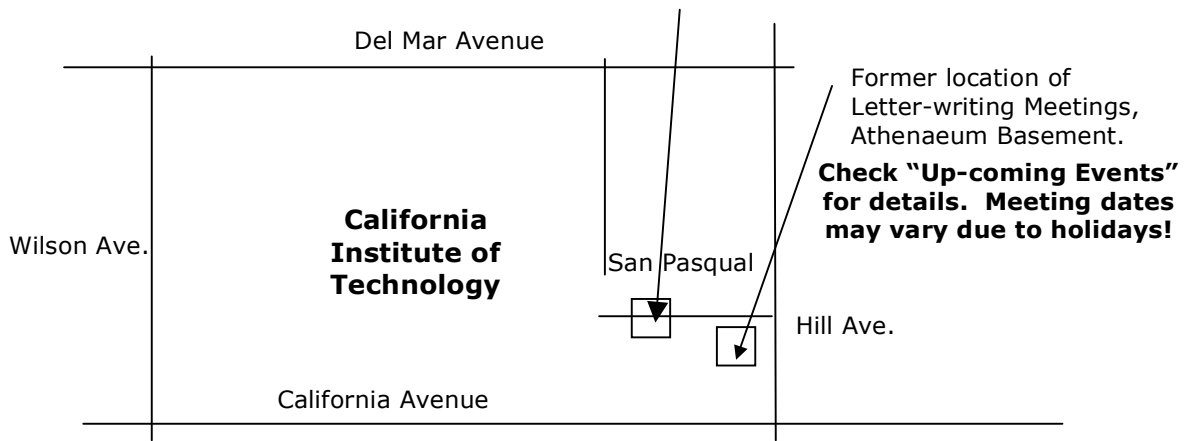 Del Mar Avenue
Former location of
Letter-writing Meetings,
Athenaeum Basement.
Check “Up-coming Events”
for details.  Meeting dates
may vary due to holidays!
California
Institute of
Technology
Wilson Ave.
San Pasqual
Hill Ave.
California Avenue